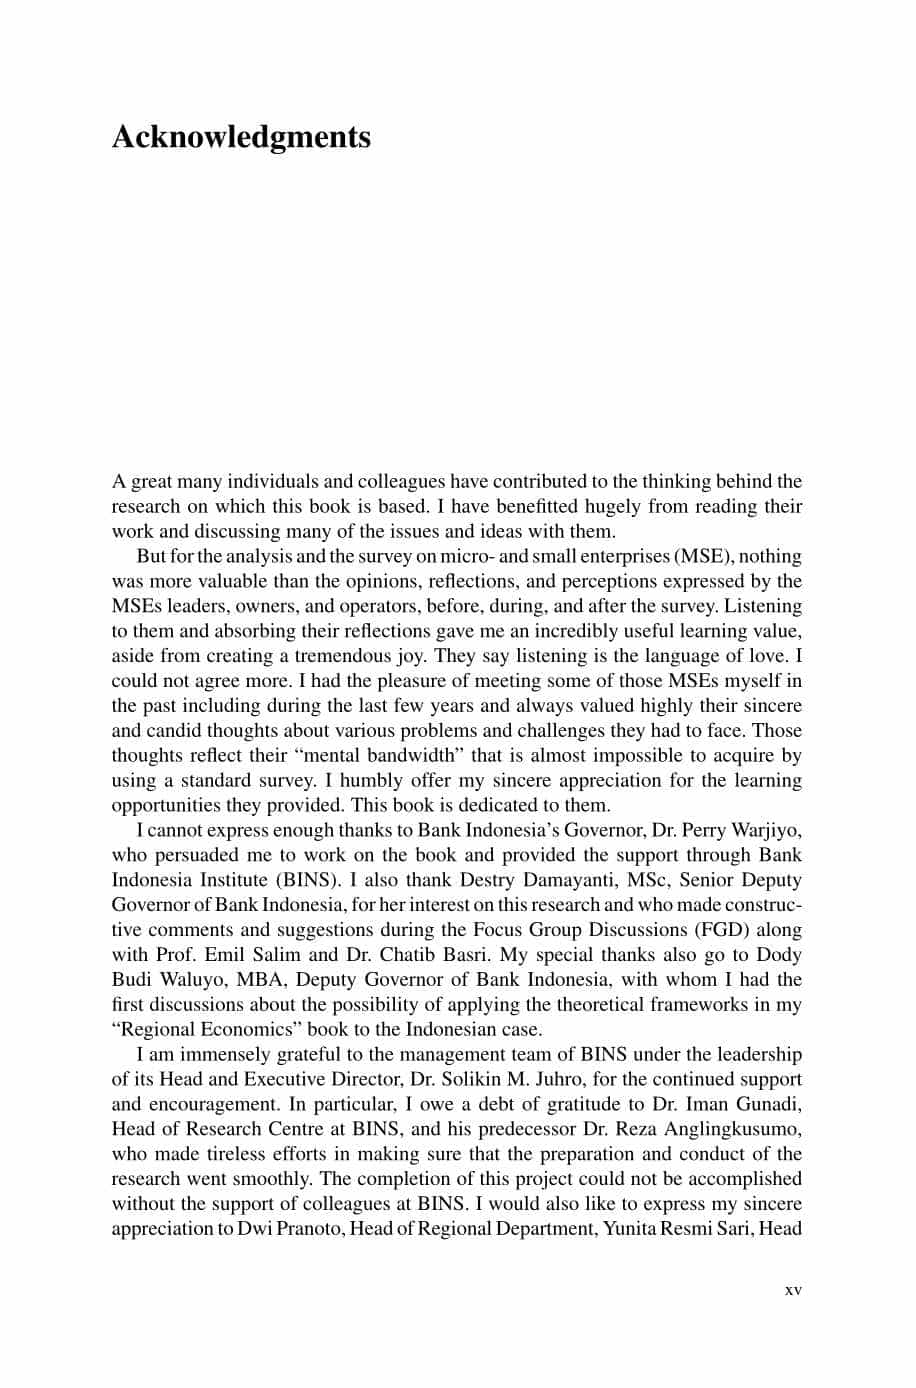 Acknowledgments
A great many individuals and colleagues have contributed to the thinking behind the
research on which this book is based. I have benefitted hugely from reading their
work and discussing many of the issues and ideas with them.
But for the analysis and the survey on micro- and small enterprises (MSE), nothing
was more valuable than the opinions, reflections, and perceptions expressed by the
MSEs leaders, owners, and operators, before, during, and after the survey. Listening
to them and absorbing their reflections gave me an incredibly useful learning value,
aside from creating a tremendous joy. They say listening is the language of love. I
could not agree more. I had the pleasure of meeting some of those MSEs myself in
the past including during the last few years and always valued highly their sincere
and candid thoughts about various problems and challenges they had to face. Those
thoughts reflect their “mental bandwidth” that is almost impossible to acquire by
using a standard survey. I humbly offer my sincere appreciation for the learning
opportunities they provided. This book is dedicated to them.
I cannot express enough thanks to Bank Indonesia’s Governor, Dr. Perry Warjiyo,
who persuaded me to work on the book and provided the support through Bank
Indonesia Institute (BINS). I also thank Destry Damayanti, MSc, Senior Deputy
Governor of Bank Indonesia, for her interest on this research and who made construc-
tive comments and suggestions during the Focus Group Discussions (FGD) along
with Prof. Emil Salim and Dr. Chatib Basri. My special thanks also go to Dody
Budi Waluyo, MBA, Deputy Governor of Bank Indonesia, with whom I had the
first discussions about the possibility of applying the theoretical frameworks in my
“Regional Economics” book to the Indonesian case.
I am immensely grateful to the management team of BINS under the leadership
of its Head and Executive Director, Dr. Solikin M. Juhro, for the continued support
and encouragement. In particular, I owe a debt of gratitude to Dr. Iman Gunadi,
Head of Research Centre at BINS, and his predecessor Dr. Reza Anglingkusumo,
who made tireless efforts in making sure that the preparation and conduct of the
research went smoothly. The completion of this project could not be accomplished
without the support of colleagues at BINS. I would also like to express my sincere
appreciation to Dwi Pranoto, Head of Regional Department, Yunita Resmi Sari, Head
xv